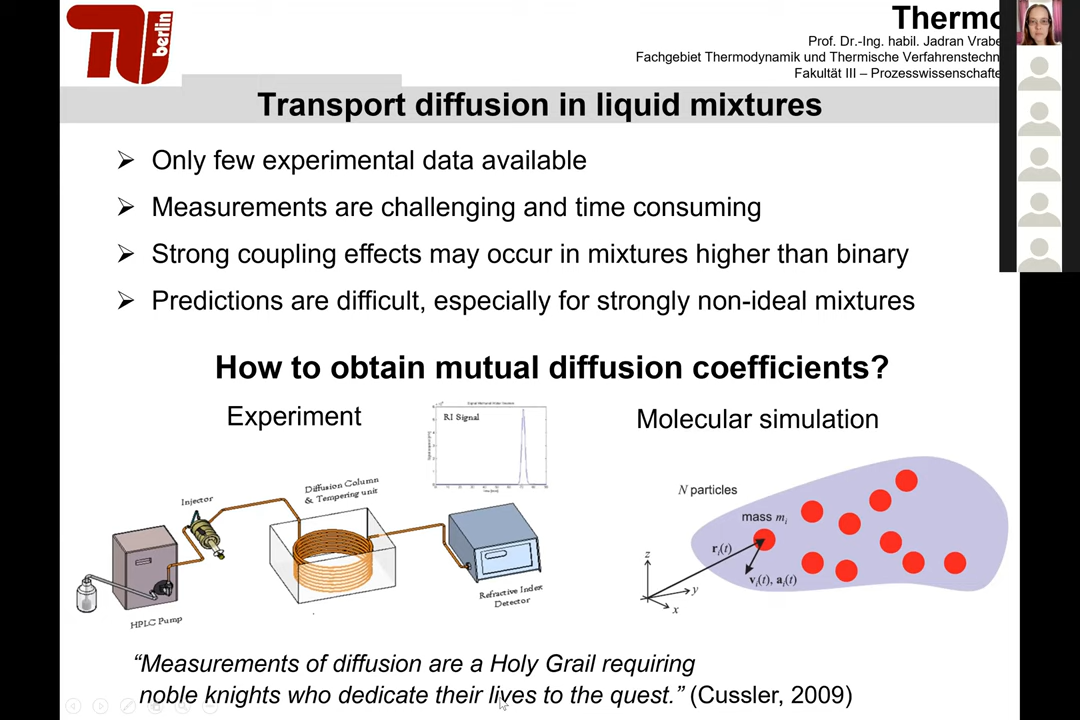 berlin
Thermo
Prof. Dr.-Ing. habil. Jadran Vrabe
Fachgebiet Thermodynamik und Thermische Verfahrenstechn
Fakultät III – Prozesswissenschafte
Transport diffusion in liquid mixtures
➢ Only few experimental data available
➢ Measurements are challenging and time consuming
➢ Strong coupling effects may occur in mixtures higher than binary
➢ Predictions are difficult, especially for strongly non-ideal mixtures
How to obtain mutual diffusion coefficients?
Experiment
RI Signal
Injector
Diffusion Column
& Tempering unit
HPLC Pump
Refractive Index
Detector
Molecular simulation
N particles
mass mᵢ
rᵢ(t)
vᵢ(t), aᵢ(t)
z
y
x
“Measurements of diffusion are a Holy Grail requiring
noble knights who dedicate their lives to the quest.” (Cussler, 2009)